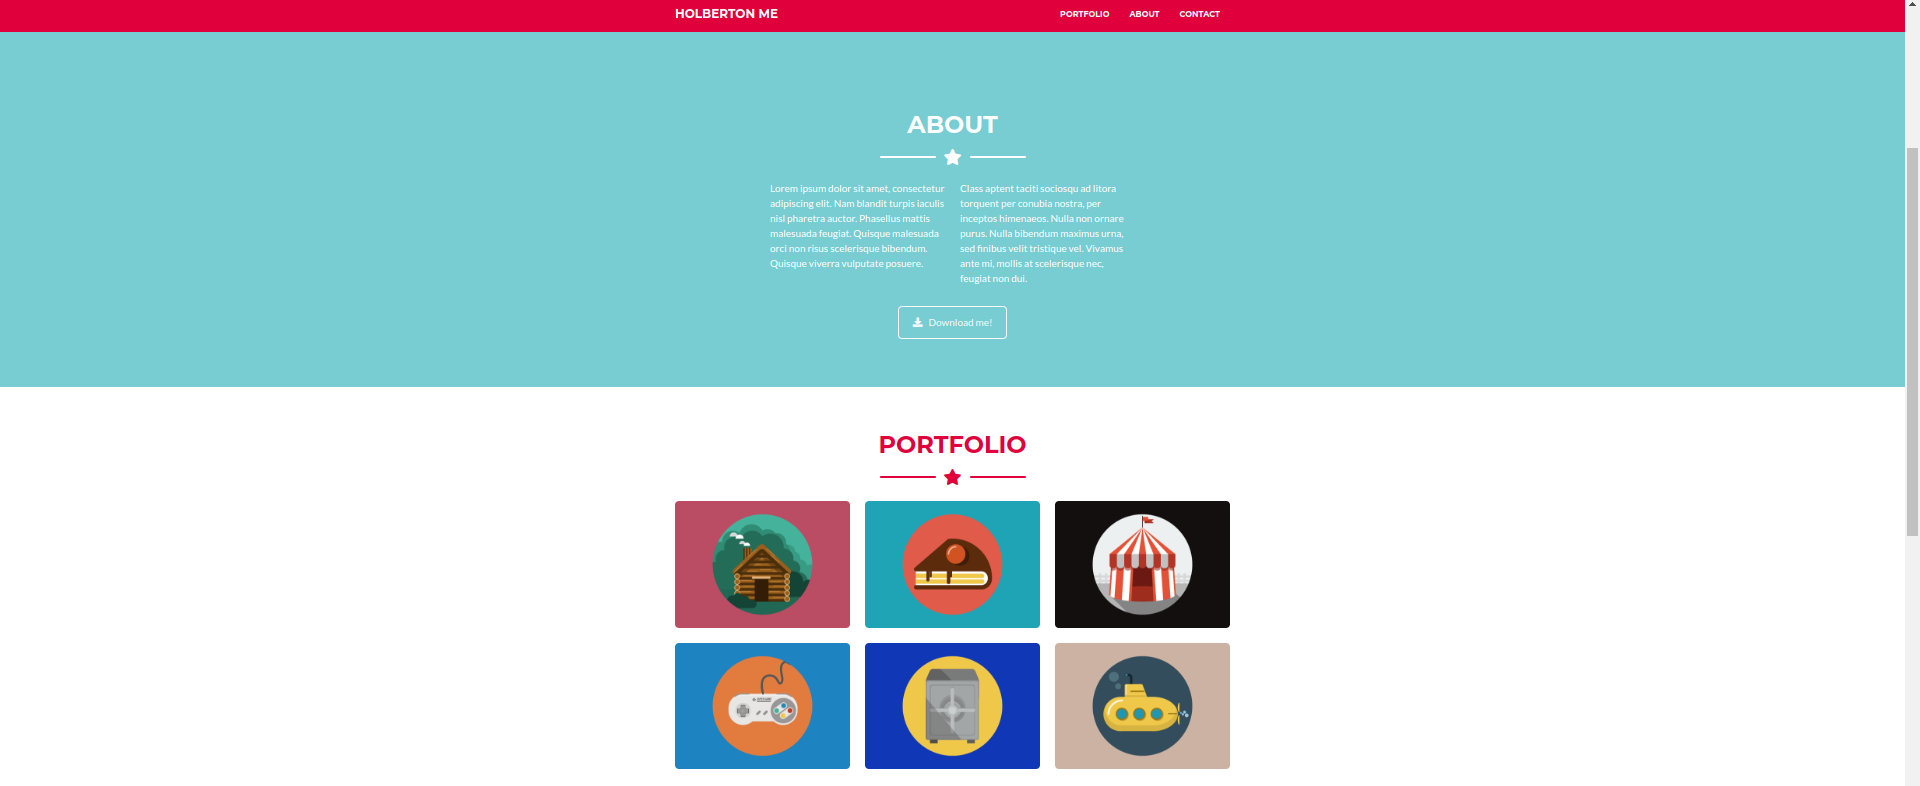 HOLBERTON ME
PORTFOLIO ABOUT CONTACT
ABOUT
Lorem ipsum dolor sit amet, consectetur
adipiscing elit. Nam blandit turpis iaculis
nisl pharetra auctor. Phasellus mattis
malesuada feugiat. Quisque malesuada
orci non risus scelerisque bibendum.
Quisque viverra vulputate posuere.
Class aptent taciti sociosqu ad litora
torquent per conubia nostra, per
inceptos himenaeos. Nulla non ornare
purus. Nulla bibendum maximus urna,
sed finibus velit tristique vel. Vivamus
ante mi, mollis at scelerisque nec,
feugiat non dui.
Download me!
PORTFOLIO